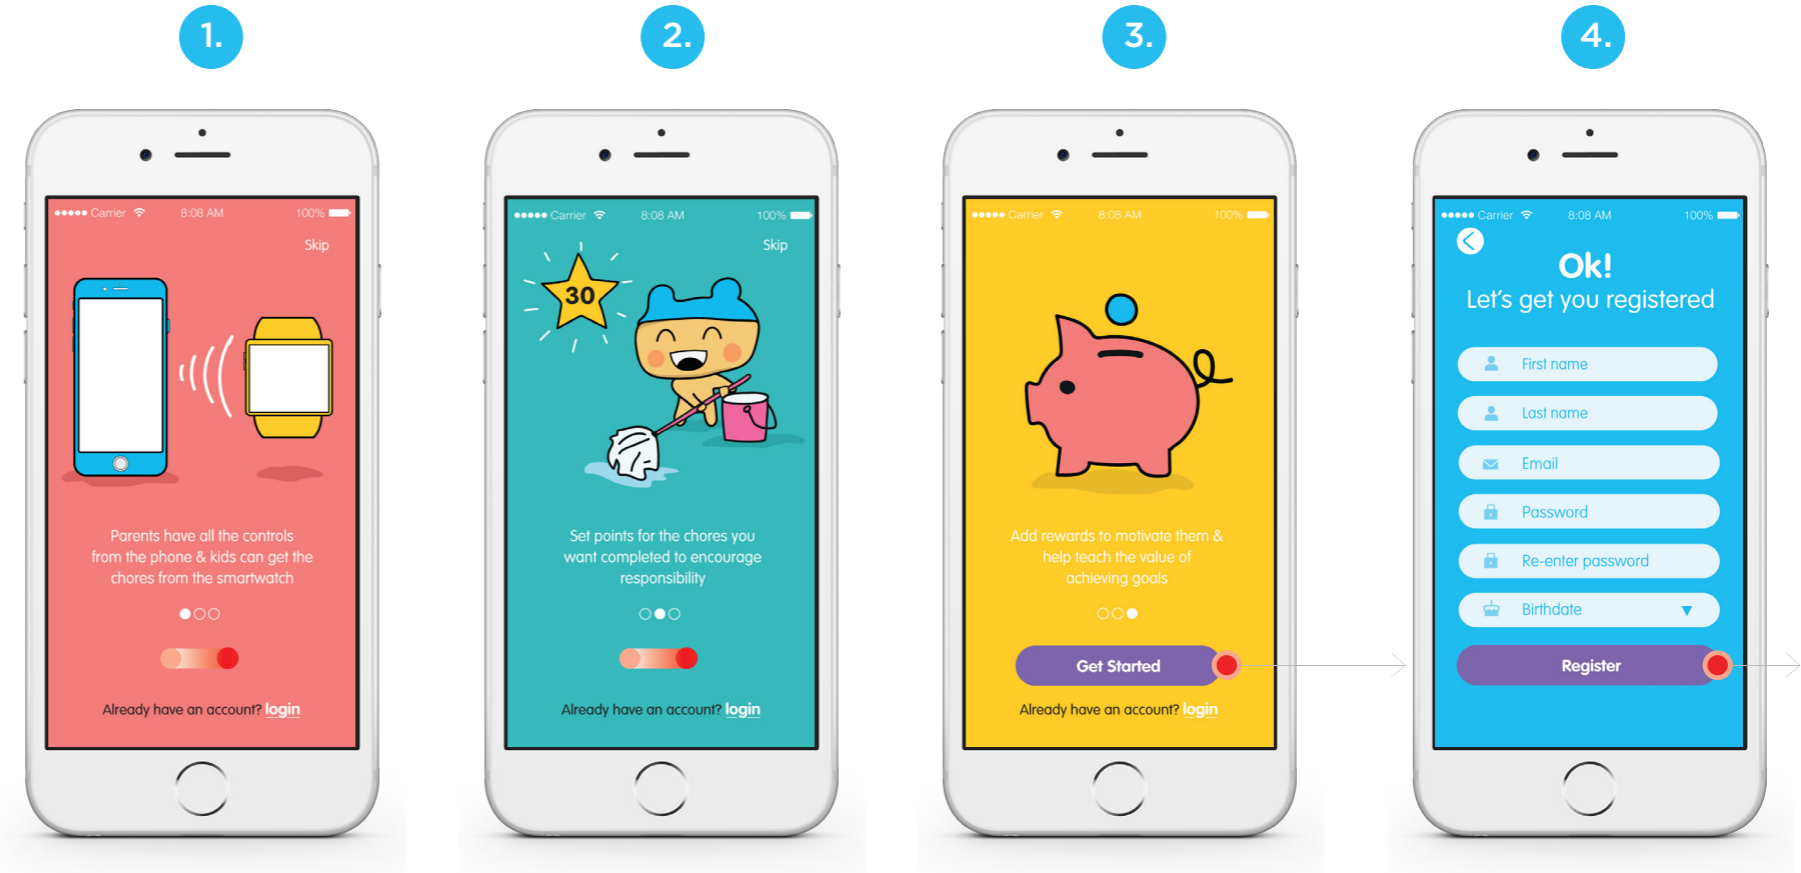 1.
2.
3.
4.
Carrier 8:08 AM 100%
Skip
Parents have all the controls
from the phone & kids can get the
chores from the smartwatch
Already have an account? login
Carrier 8:08 AM 100%
Skip
30
Set points for the chores you
want completed to encourage
responsibility
Already have an account? login
Carrier 8:08 AM 100%
Add rewards to motivate them &
help teach the value of
achieving goals
Get Started
Already have an account? login
Carrier 8:08 AM 100%
Ok!
Let's get you registered
First name
Last name
Email
Password
Re-enter password
Birthdate
Register